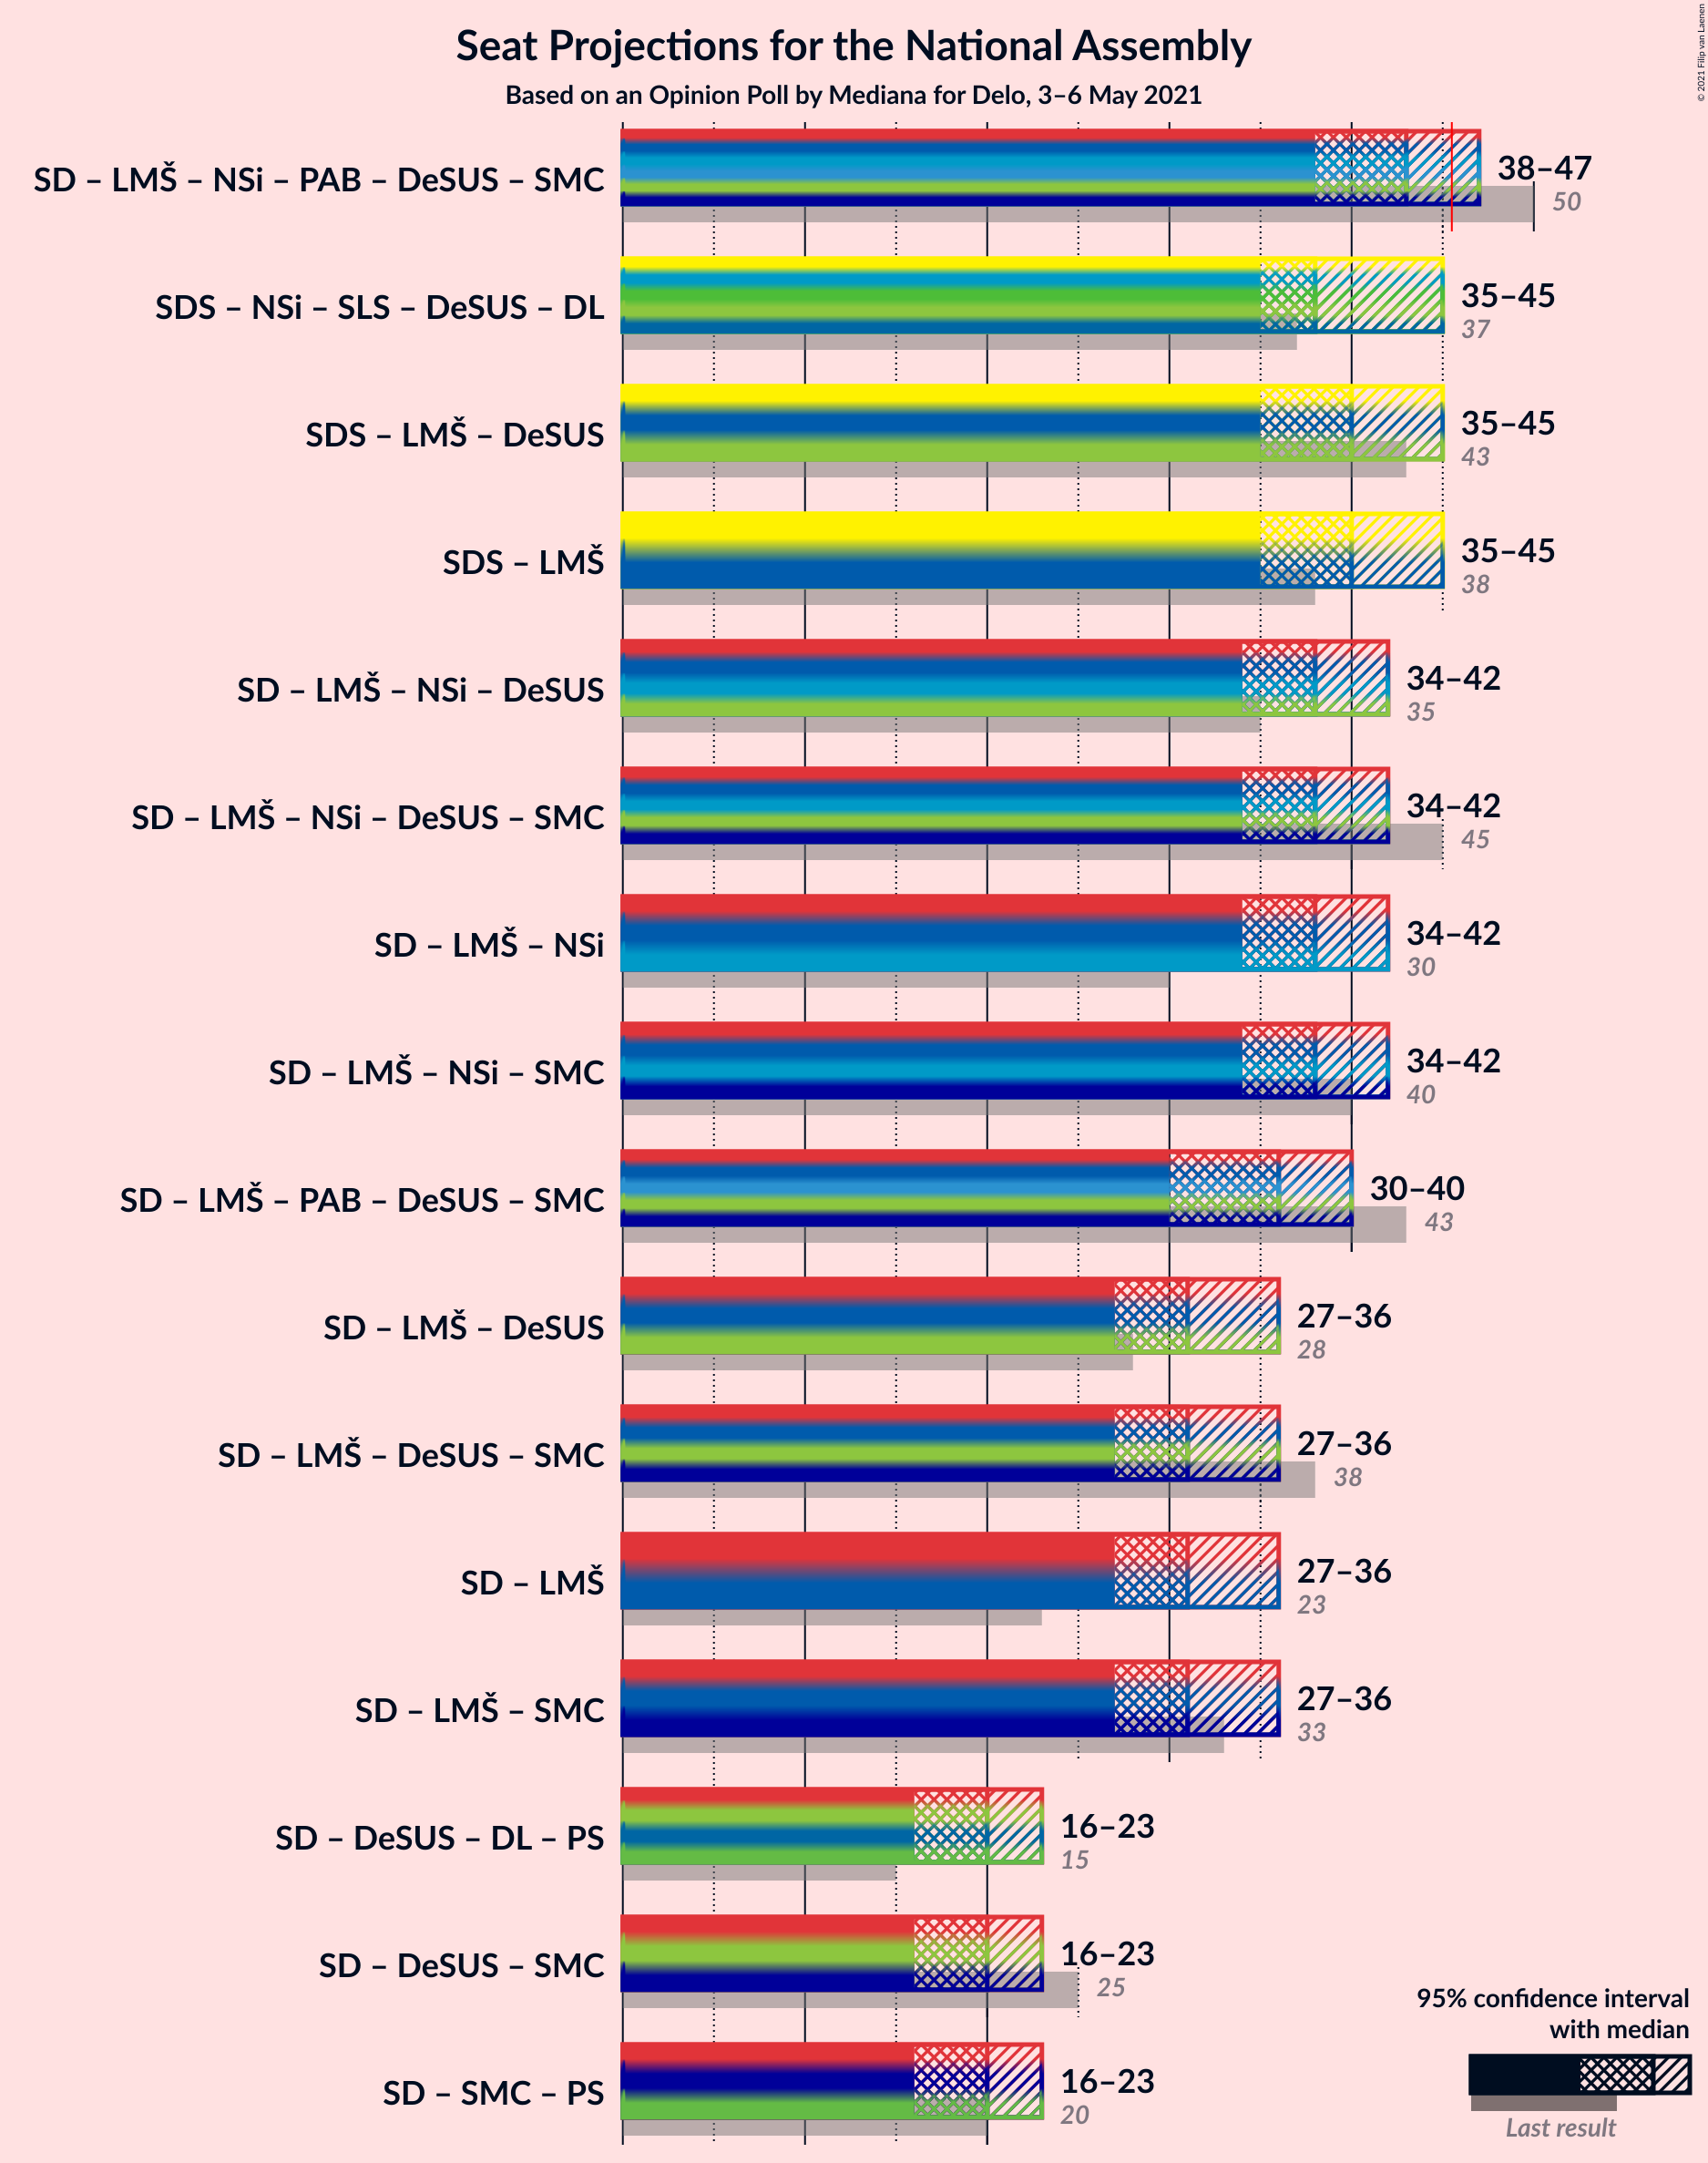 Seat Projections for the National Assembly
Based on an Opinion Poll by Mediana for Delo, 3–6 May 2021
© 2021 Filip van Laenen
SD – LMŠ – NSi – PAB – DeSUS – SMC
38–47
50
SDS – NSi – SLS – DeSUS – DL
35–45
37
SDS – LMŠ – DeSUS
35–45
43
SDS – LMŠ
35–45
38
SD – LMŠ – NSi – DeSUS
34–42
35
SD – LMŠ – NSi – DeSUS – SMC
34–42
45
SD – LMŠ – NSi
34–42
30
SD – LMŠ – NSi – SMC
34–42
40
SD – LMŠ – PAB – DeSUS – SMC
30–40
43
SD – LMŠ – DeSUS
27–36
28
SD – LMŠ – DeSUS – SMC
27–36
38
SD – LMŠ
27–36
23
SD – LMŠ – SMC
27–36
33
SD – DeSUS – DL – PS
16–23
15
SD – DeSUS – SMC
16–23
25
SD – SMC – PS
16–23
20
95% confidence interval
with median
Last result